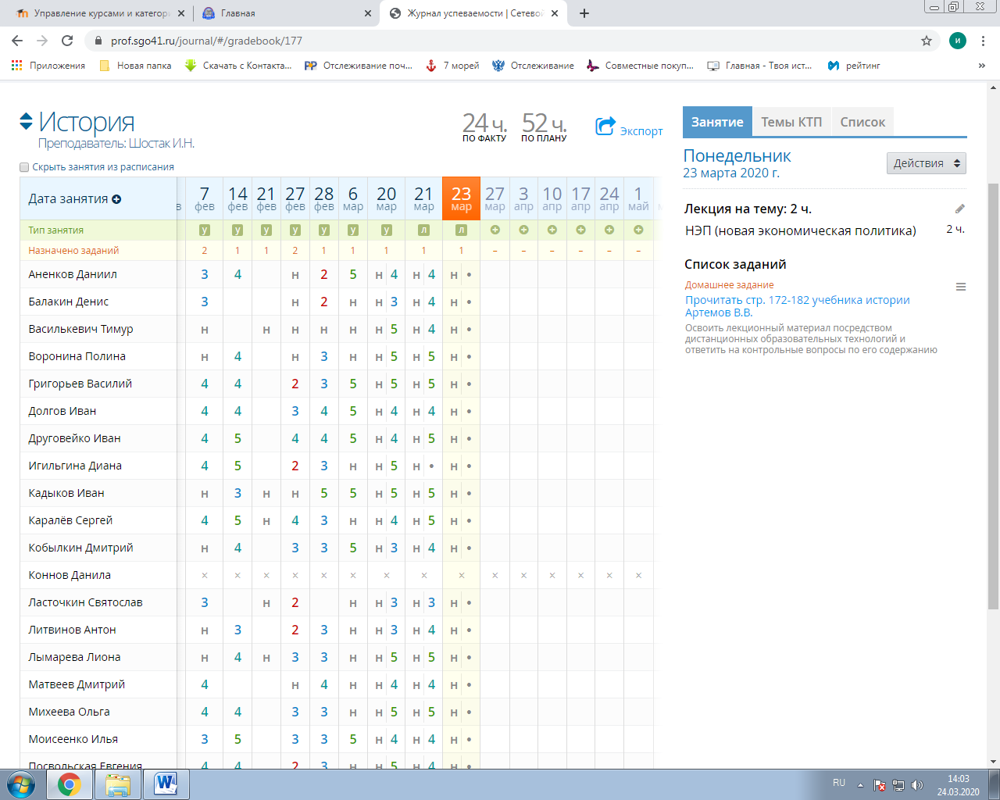 Управление курсами и категори
Главная
Журнал успеваемости | Сетевой
prof.sgo41.ru/journal/#/gradebook/177
и
Приложения
Новая папка
Скачать с Контакта...
Отслеживание поч...
7 морей
Отслеживание
Совместные покуп...
Главная - Твоя ист...
рейтинг
»
История
Преподаватель: Шостак И.Н.
24 ч.
ПО ФАКТУ
52 ч.
ПО ПЛАНУ
Экспорт
Скрыть занятия из расписания
Дата занятия в 7 фев 14 фев 21 фев 27 фев 28 фев 6 мар 20 мар 21 мар 23 мар 27 мар 3 апр 10 апр 17 апр 24 апр 1 май
Тип занятия у у у у у у у л л
Назначено заданий 2 1 1 2 1 1 1 1 1 – – – – – –
Аненков Даниил 3 4 н 2 5 н 4 н 4 н •
Балакин Денис 3 н 2 н н 3 н 4 н •
Василькевич Тимур н н н н н н 5 н 4 н •
Воронина Полина н 4 н 3 н н 5 н 5 н •
Григорьев Василий 4 4 2 3 5 н 5 н 5 н •
Долгов Иван 4 4 3 4 5 н 4 н 4 н •
Друговейко Иван 4 5 4 4 5 н 4 н 5 н •
Игильгина Диана 4 5 2 3 н н 5 н • н •
Кадыков Иван н 3 н н 5 5 н 5 н 5 н •
Каралёв Сергей 4 5 н 4 3 н н 4 н 5 н •
Кобылкин Дмитрий н 4 3 3 5 н 3 н 4 н •
Коннов Данила × × × × × × × × × × × × × × ×
Ласточкин Святослав 3 н 2 н н 3 н 3 н •
Литвинов Антон н 3 2 3 н н 3 н 4 н •
Лымарева Лиона н 4 н 3 3 н н 5 н 5 н •
Матвеев Дмитрий 4 н 4 н н 4 н 4 н •
Михеева Ольга 4 4 3 3 н н 5 н 5 н •
Моисеенко Илья 3 5 3 3 5 н 4 н 4 н •
Посвольская Евгения 4 4 2 3 н н 5 н 4 н •
Занятие
Темы КТП
Список
Понедельник
23 марта 2020 г.
Действия
Лекция на тему: 2 ч.
НЭП (новая экономическая политика) 2 ч.
Список заданий
Домашнее задание
Прочитать стр. 172-182 учебника истории
Артемов В.В.
Освоить лекционный материал посредством
дистанционных образовательных технологий и
ответить на контрольные вопросы по его содержанию
RU
14:03
24.03.2020